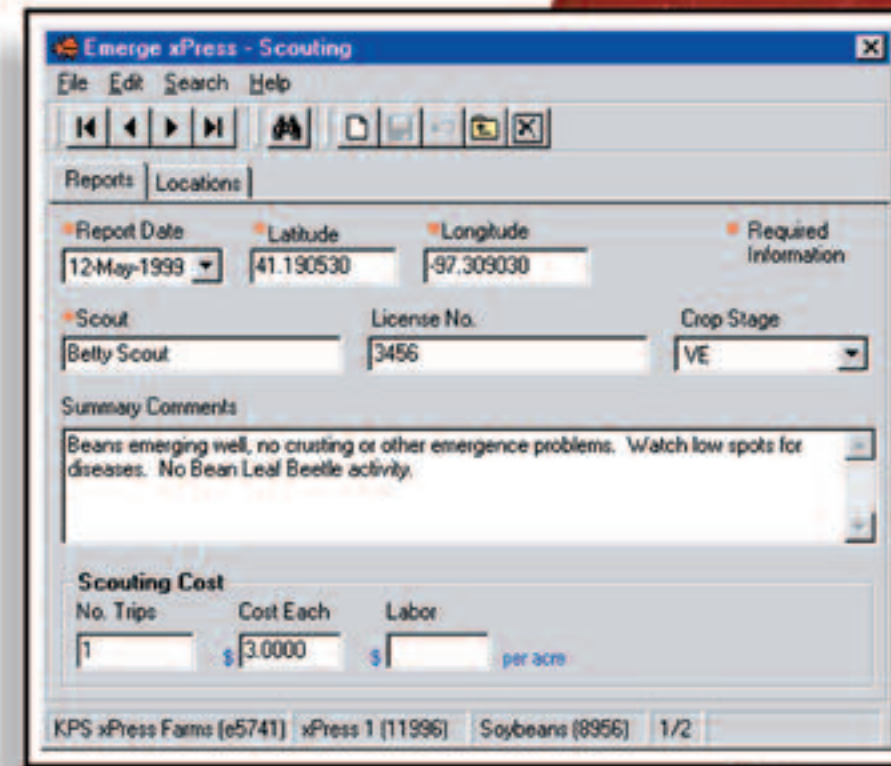 Emerge xPress - Scouting
File Edit Search Help
Reports Locations
*Report Date *Latitude *Longitude * Required Information
12-May-1999 41.190530 -97.309030
*Scout License No. Crop Stage
Betty Scout 3456 VE
Summary Comments
Beans emerging well, no crusting or other emergence problems. Watch low spots for
diseases. No Bean Leaf Beetle activity.
Scouting Cost
No. Trips Cost Each Labor
1 $ 3.0000 $ per acre
KPS xPress Farms (e5741) xPress 1 (11996) Soybeans (8956) 1/2